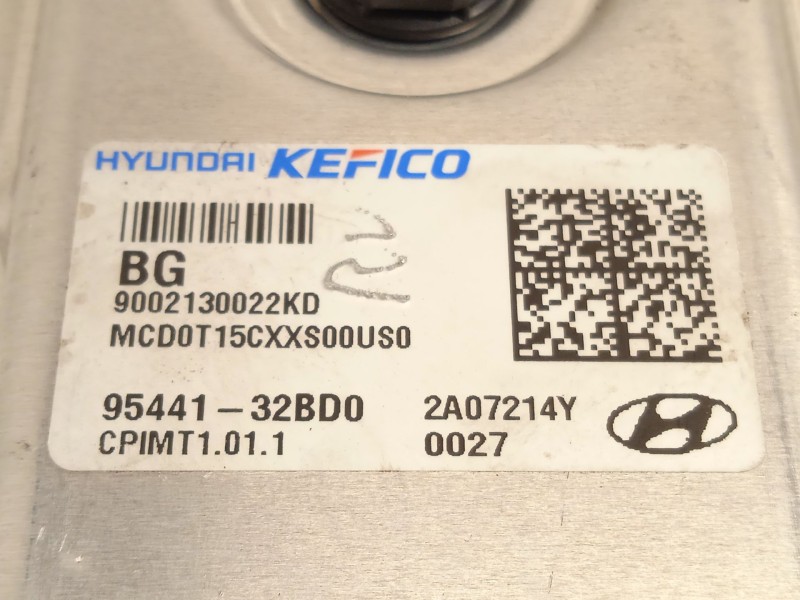 HYUNDAI KEFICO
BG
9002130022KD
MCD0T15CXXS00US0
95441-32BD0 2A07214Y
CPIMT1.01.1 0027